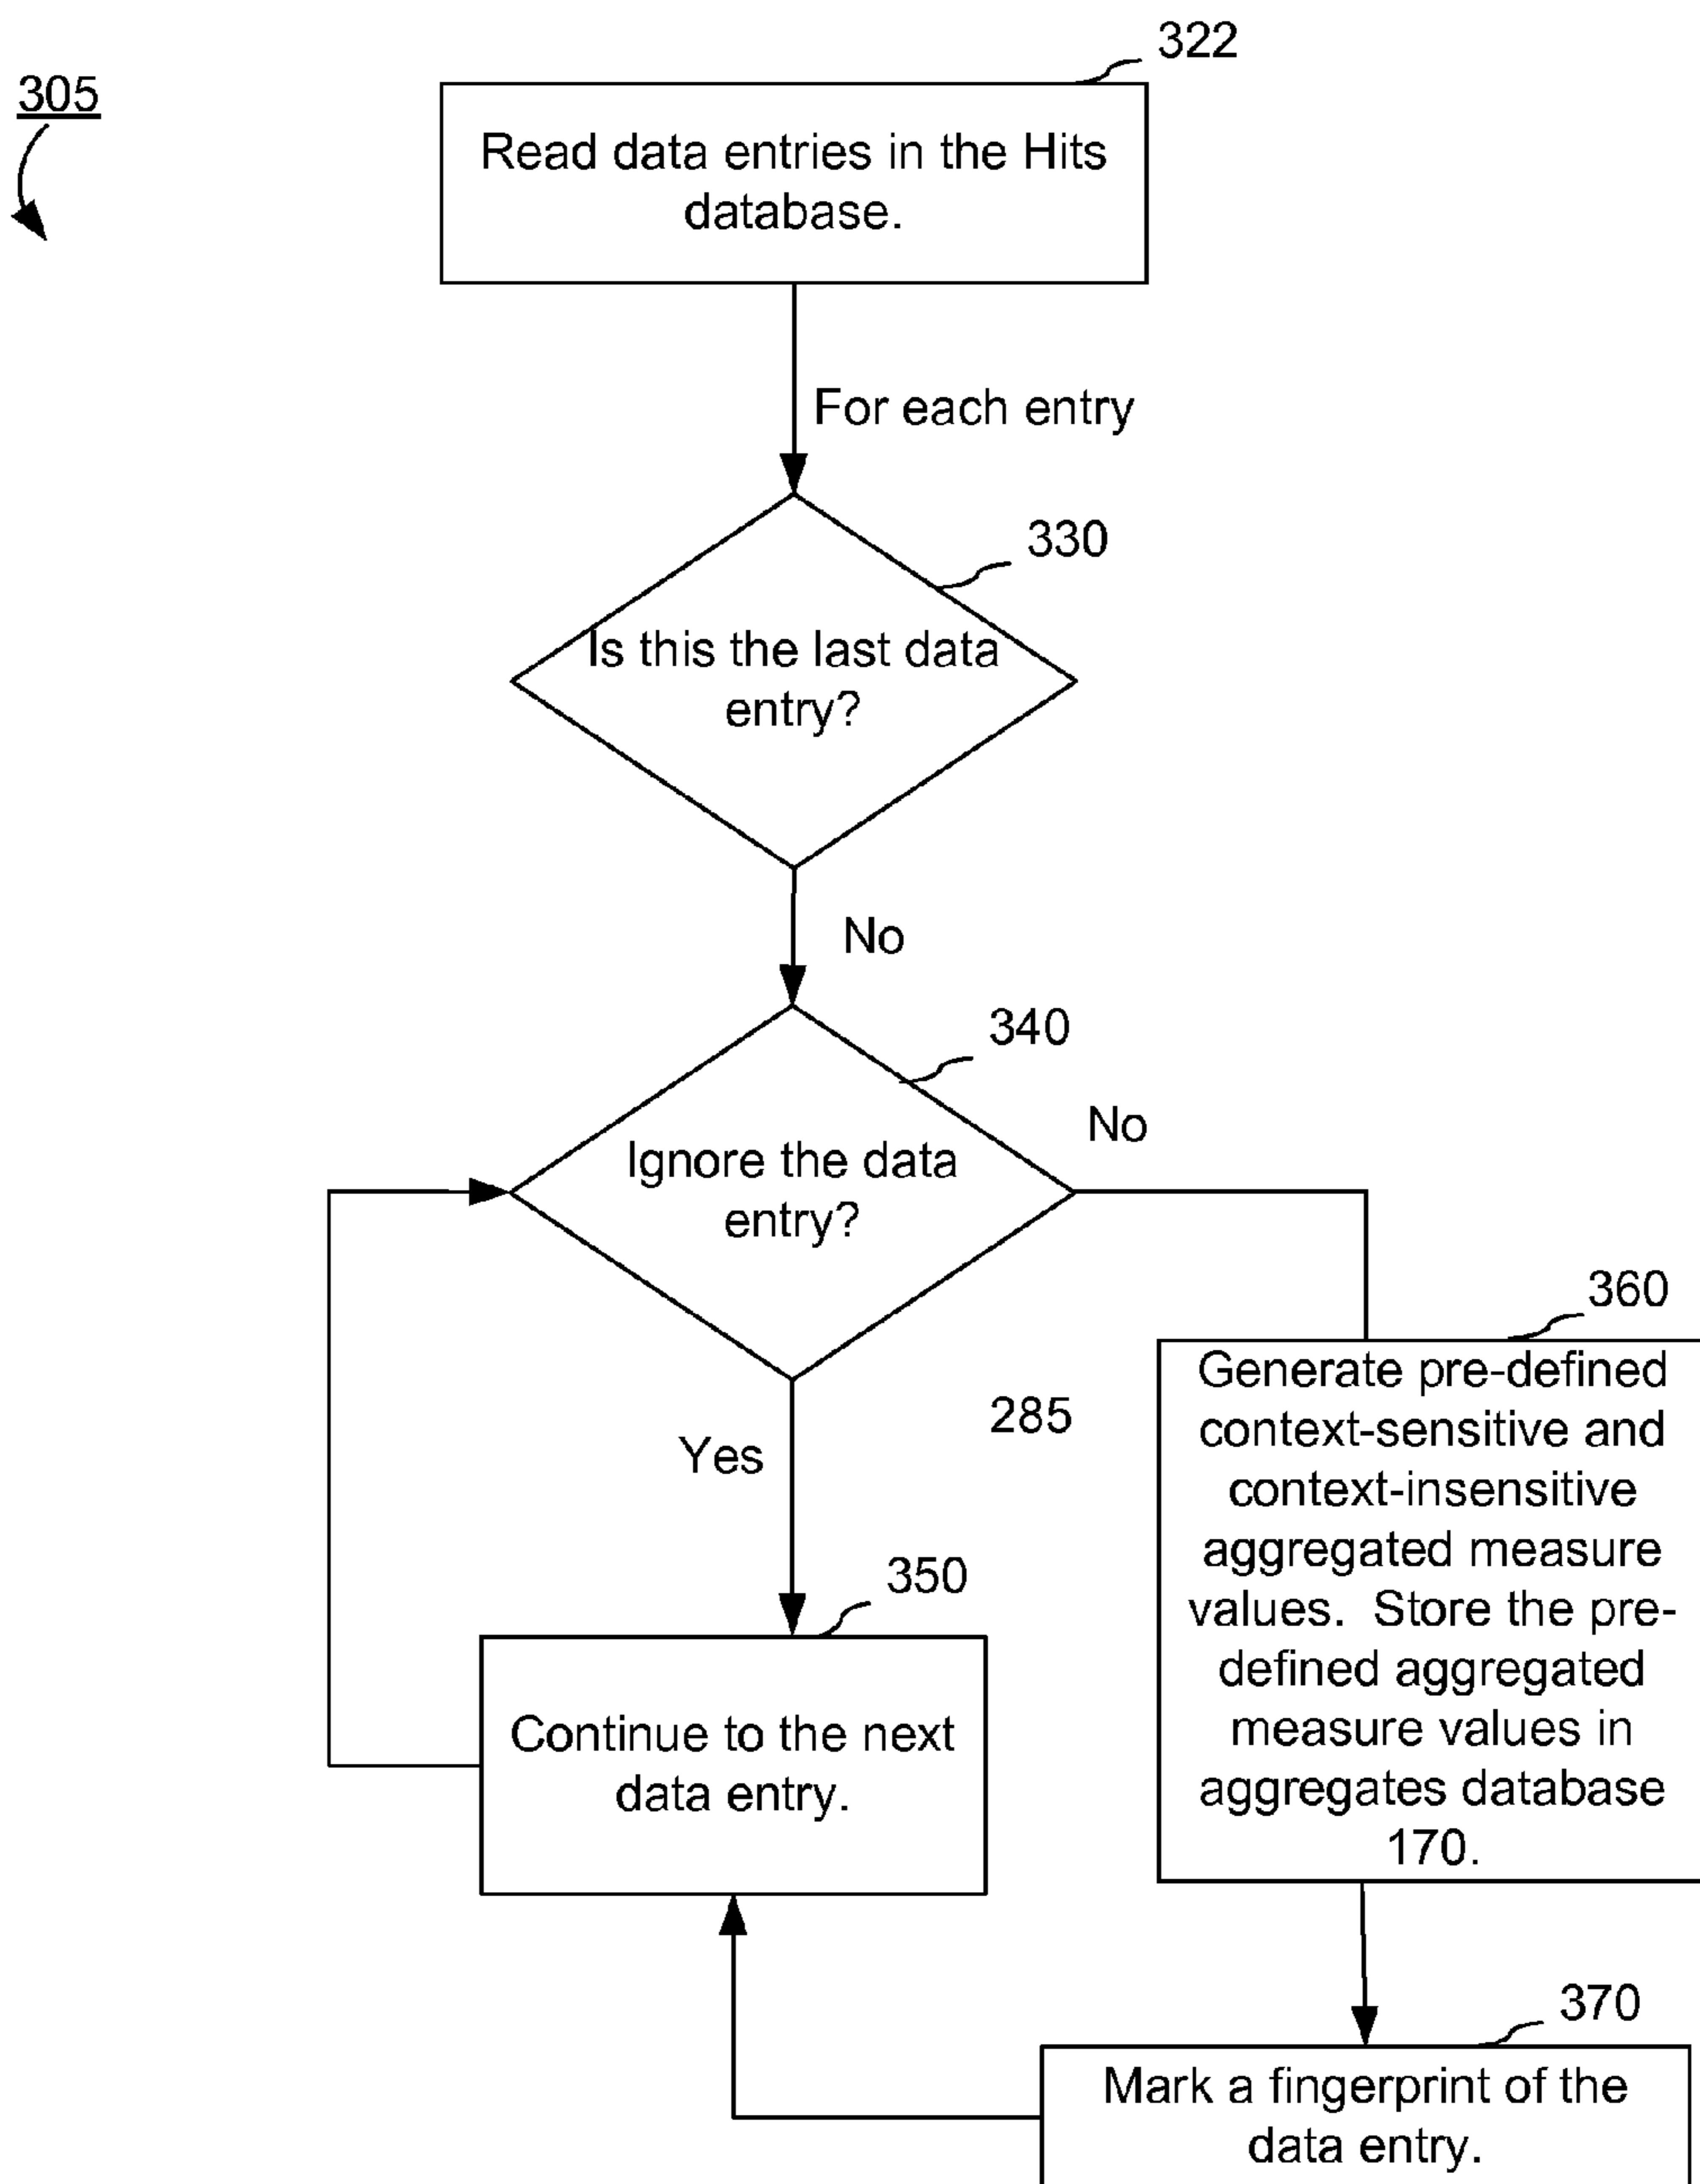 322
305
Read data entries in the Hits
database.
For each entry
330
Is this the last data
entry?
No
340
No
Ignore the data
entry?
360
Generate pre-defined
context-sensitive and
context-insensitive
aggregated measure
values.  Store the pre-
defined aggregated
measure values in
aggregates database
170.
285
Yes
350
Continue to the next
data entry.
370
Mark a fingerprint of the
data entry.